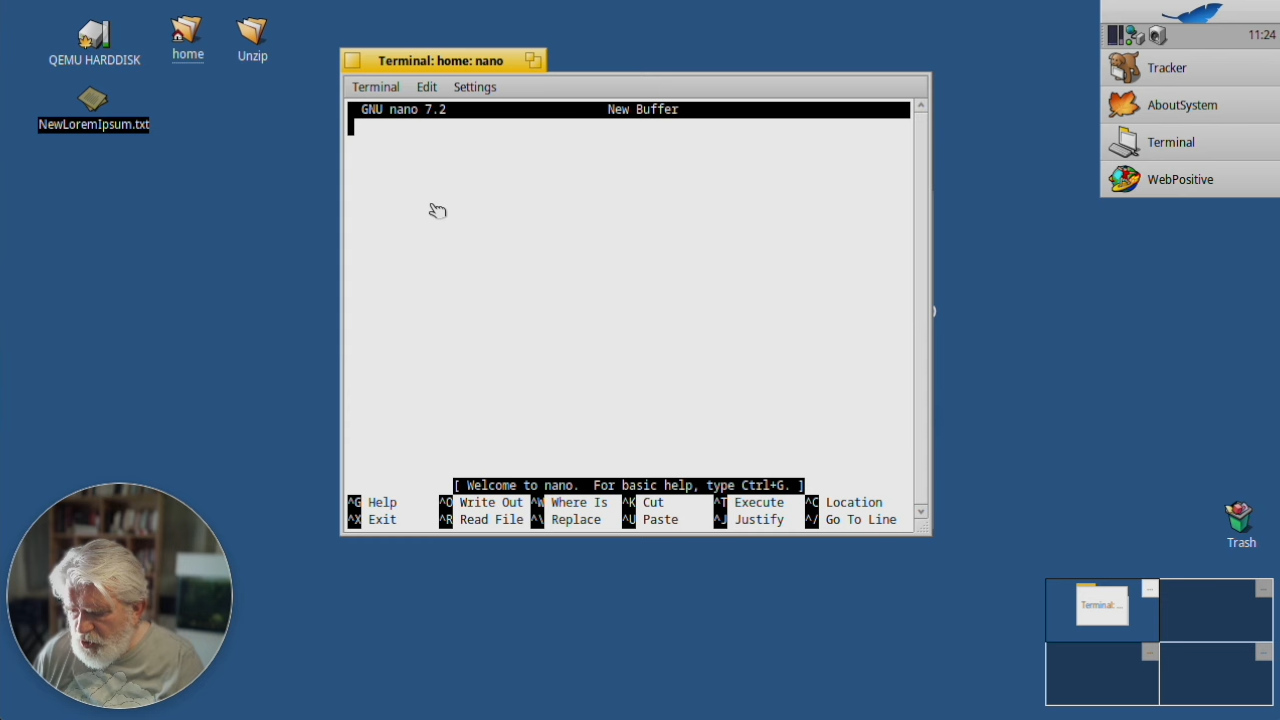 QEMU HARDDISK
home
Unzip
NewLoremIpsum.txt
Terminal: home: nano
Terminal Edit Settings
GNU nano 7.2 New Buffer
[ Welcome to nano.  For basic help, type Ctrl+G. ]
^G Help ^O Write Out ^W Where Is ^K Cut ^T Execute ^C Location
^X Exit ^R Read File ^\ Replace ^U Paste ^J Justify ^/ Go To Line
11:24
Tracker
AboutSystem
Terminal
WebPositive
Trash
Terminal: ...